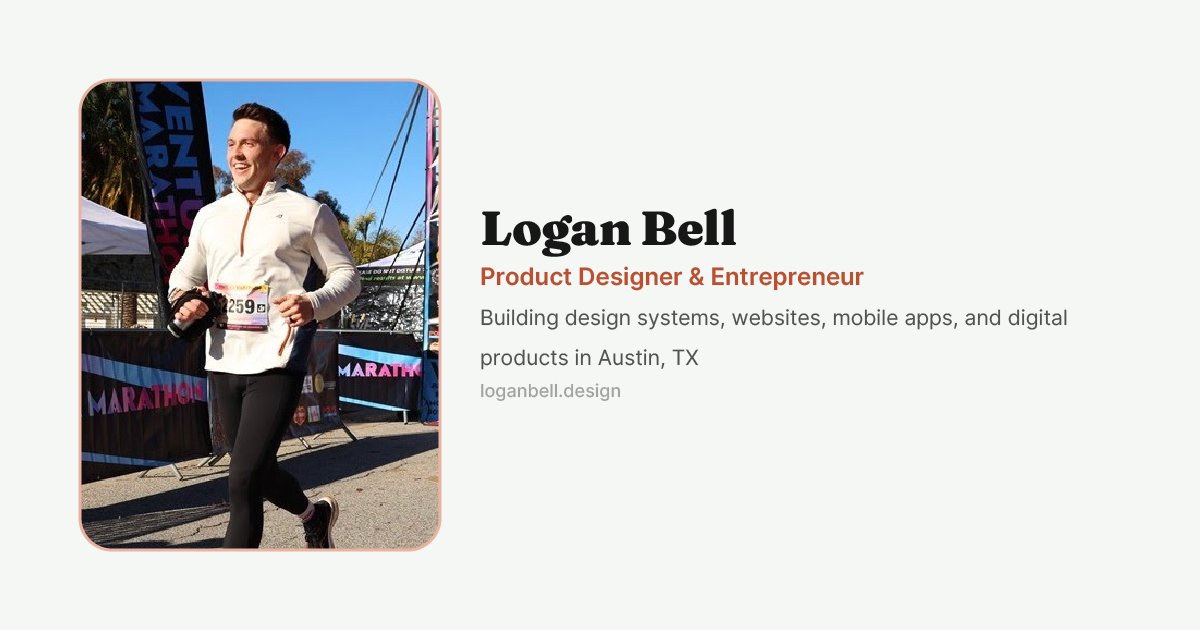 VENTU
MARATHO
259
MARATHON
MARATH
Logan Bell
Product Designer & Entrepreneur
Building design systems, websites, mobile apps, and digital
products in Austin, TX
loganbell.design